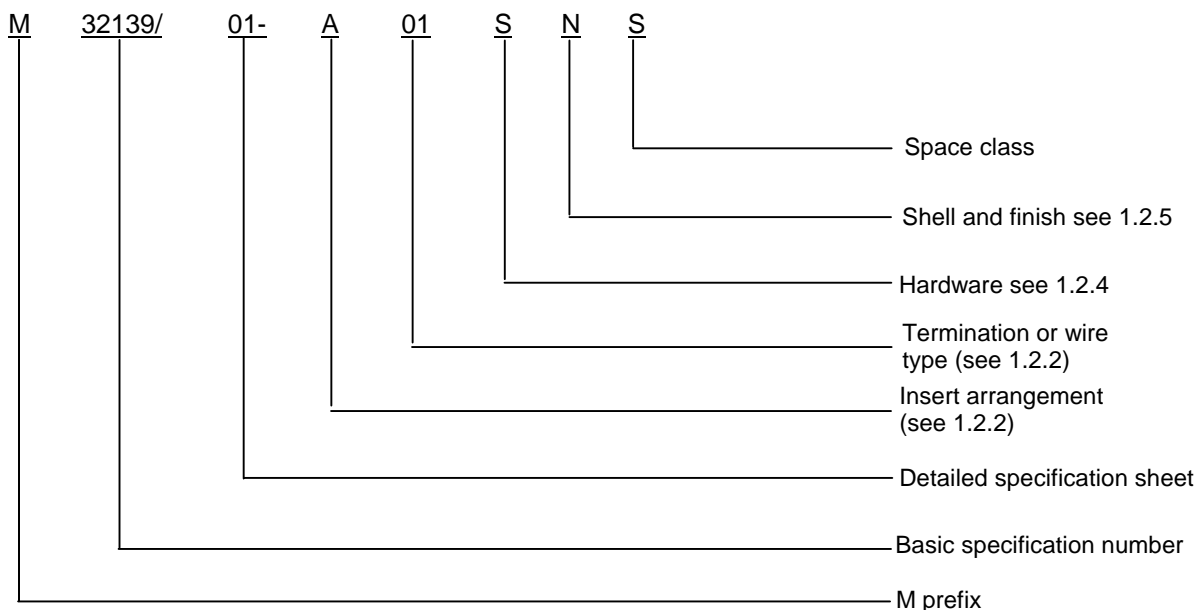 M 32139/ 01- A 01 S N S
Space class
Shell and finish see 1.2.5
Hardware see 1.2.4
Termination or wire
type (see 1.2.2)
Insert arrangement
(see 1.2.2)
Detailed specification sheet
Basic specification number
M prefix